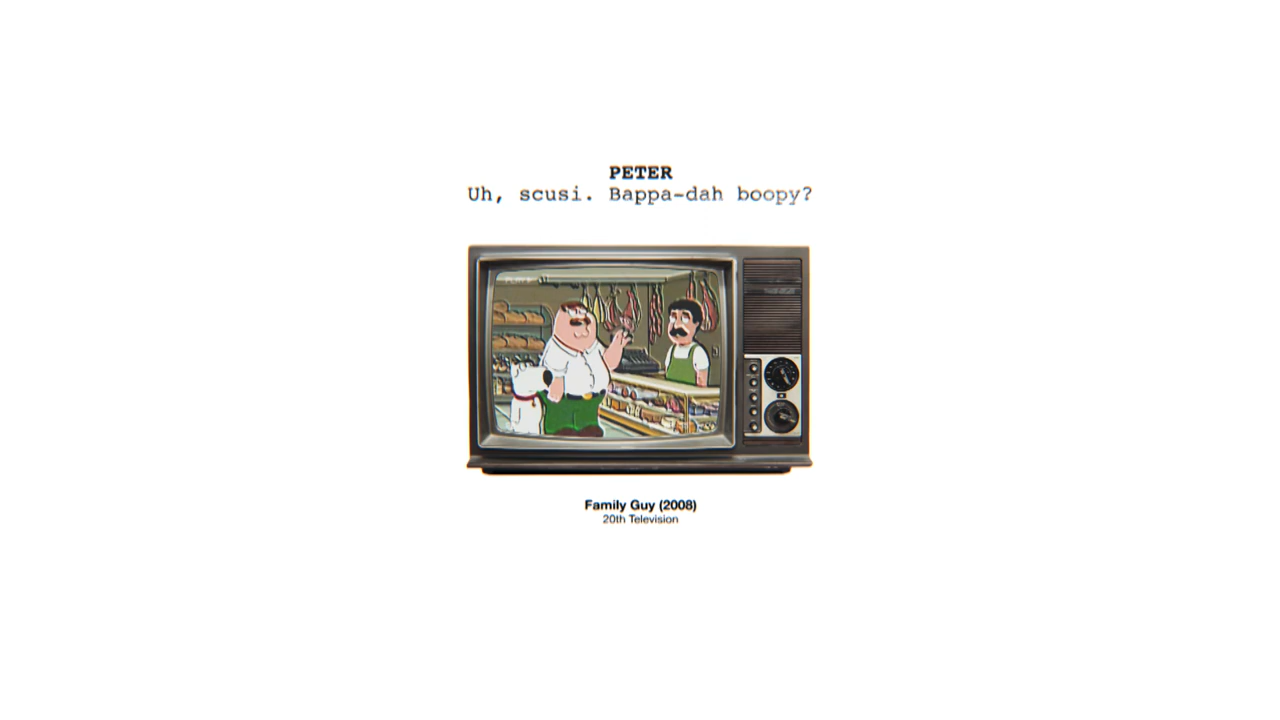 PETER
Uh, scusi. Bappa-dah boopy?
Family Guy (2008)
20th Television